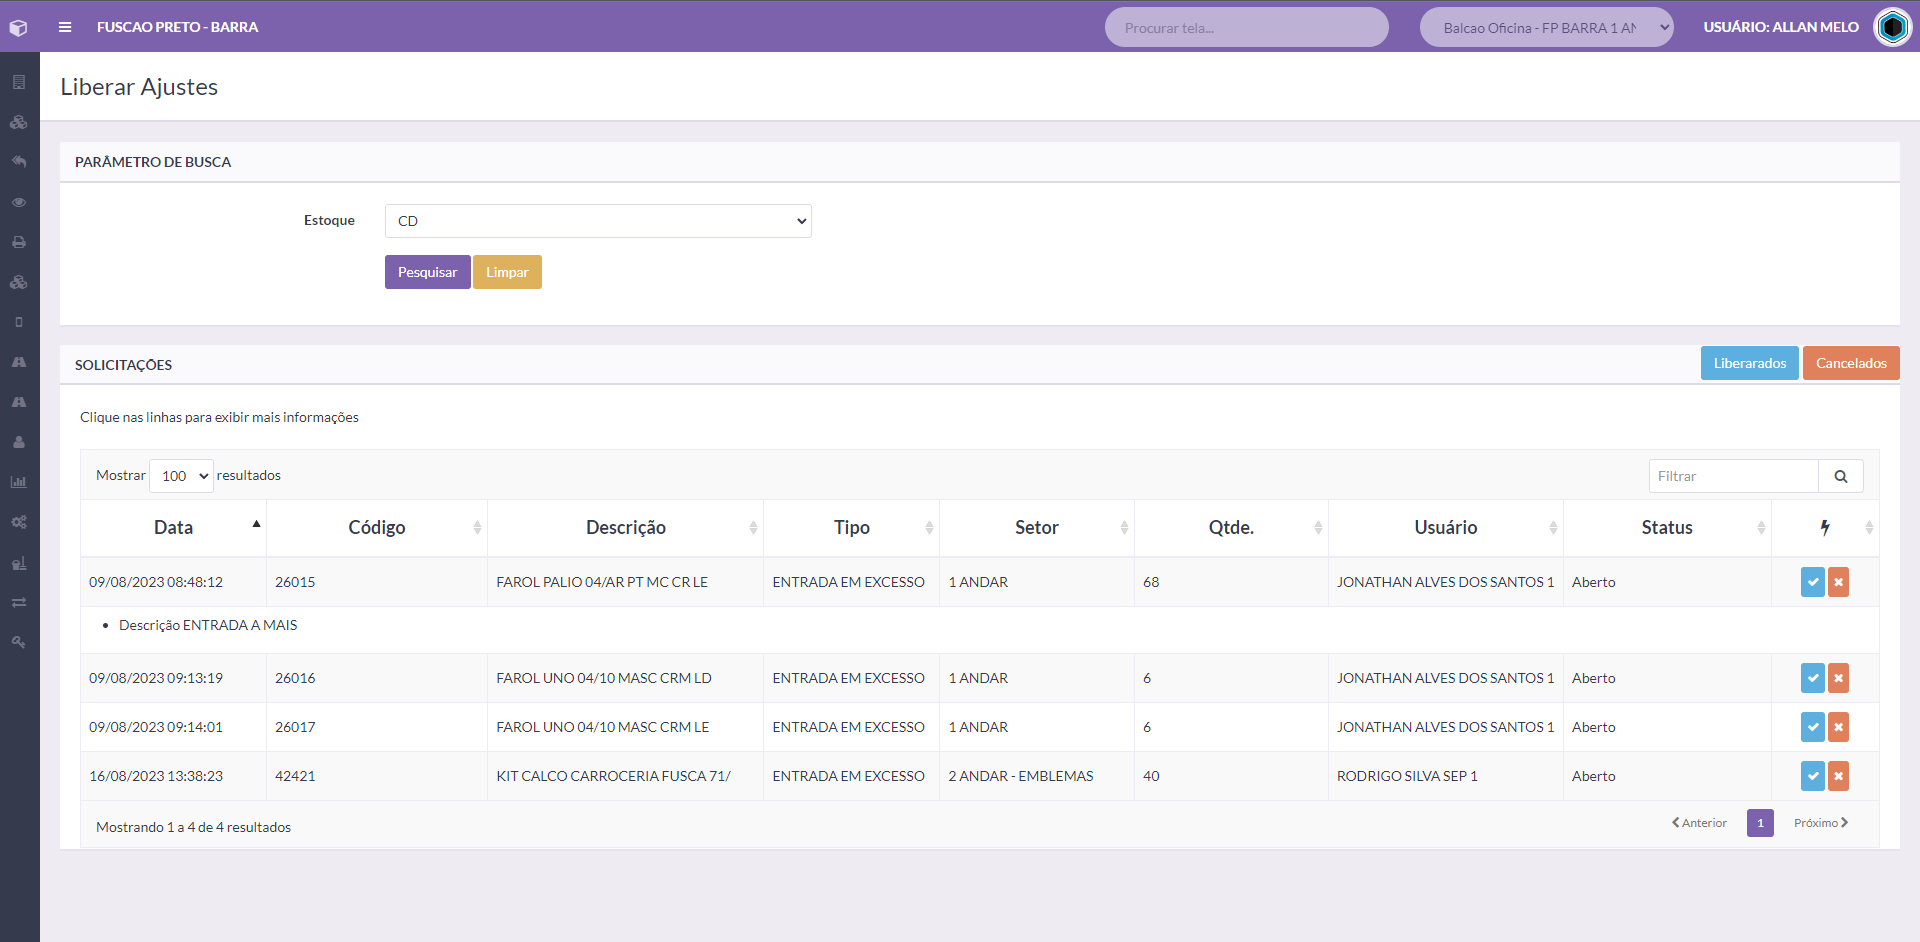 FUSCAO PRETO - BARRA
Procurar tela...
Balcao Oficina - FP BARRA 1 AN
USUÁRIO: ALLAN MELO
Liberar Ajustes
PARÂMETRO DE BUSCA
Estoque CD
Pesquisar Limpar
SOLICITAÇÕES Liberarados Cancelados
Clique nas linhas para exibir mais informações
Mostrar 100 resultados Filtrar
Data Código Descrição Tipo Setor Qtde. Usuário Status
09/08/2023 08:48:12 26015 FAROL PALIO 04/AR PT MC CR LE ENTRADA EM EXCESSO 1 ANDAR 68 JONATHAN ALVES DOS SANTOS 1 Aberto
Descrição ENTRADA A MAIS
09/08/2023 09:13:19 26016 FAROL UNO 04/10 MASC CRM LD ENTRADA EM EXCESSO 1 ANDAR 6 JONATHAN ALVES DOS SANTOS 1 Aberto
09/08/2023 09:14:01 26017 FAROL UNO 04/10 MASC CRM LE ENTRADA EM EXCESSO 1 ANDAR 6 JONATHAN ALVES DOS SANTOS 1 Aberto
16/08/2023 13:38:23 42421 KIT CALCO CARROCERIA FUSCA 71/ ENTRADA EM EXCESSO 2 ANDAR - EMBLEMAS 40 RODRIGO SILVA SEP 1 Aberto
Mostrando 1 a 4 de 4 resultados Anterior 1 Próximo